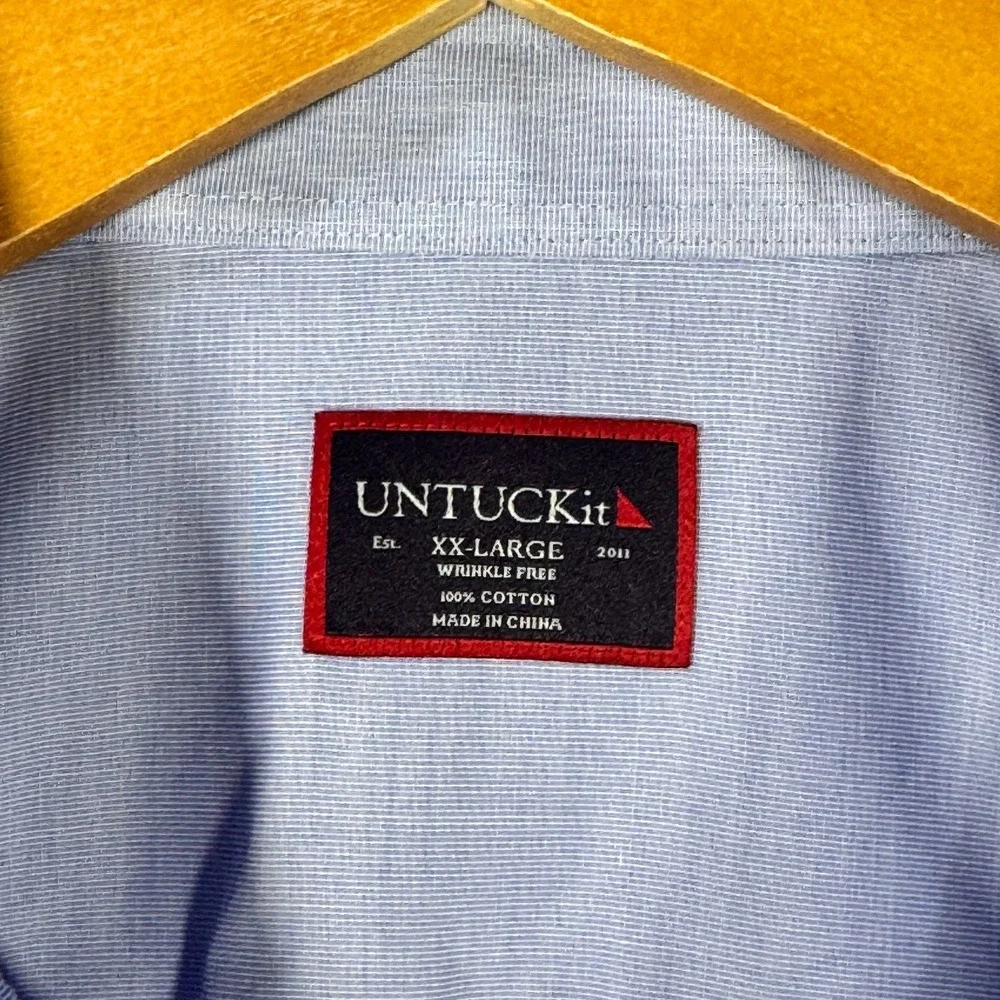 UNTUCKit
Est. XX-LARGE 2011
WRINKLE FREE
100% COTTON
MADE IN CHINA